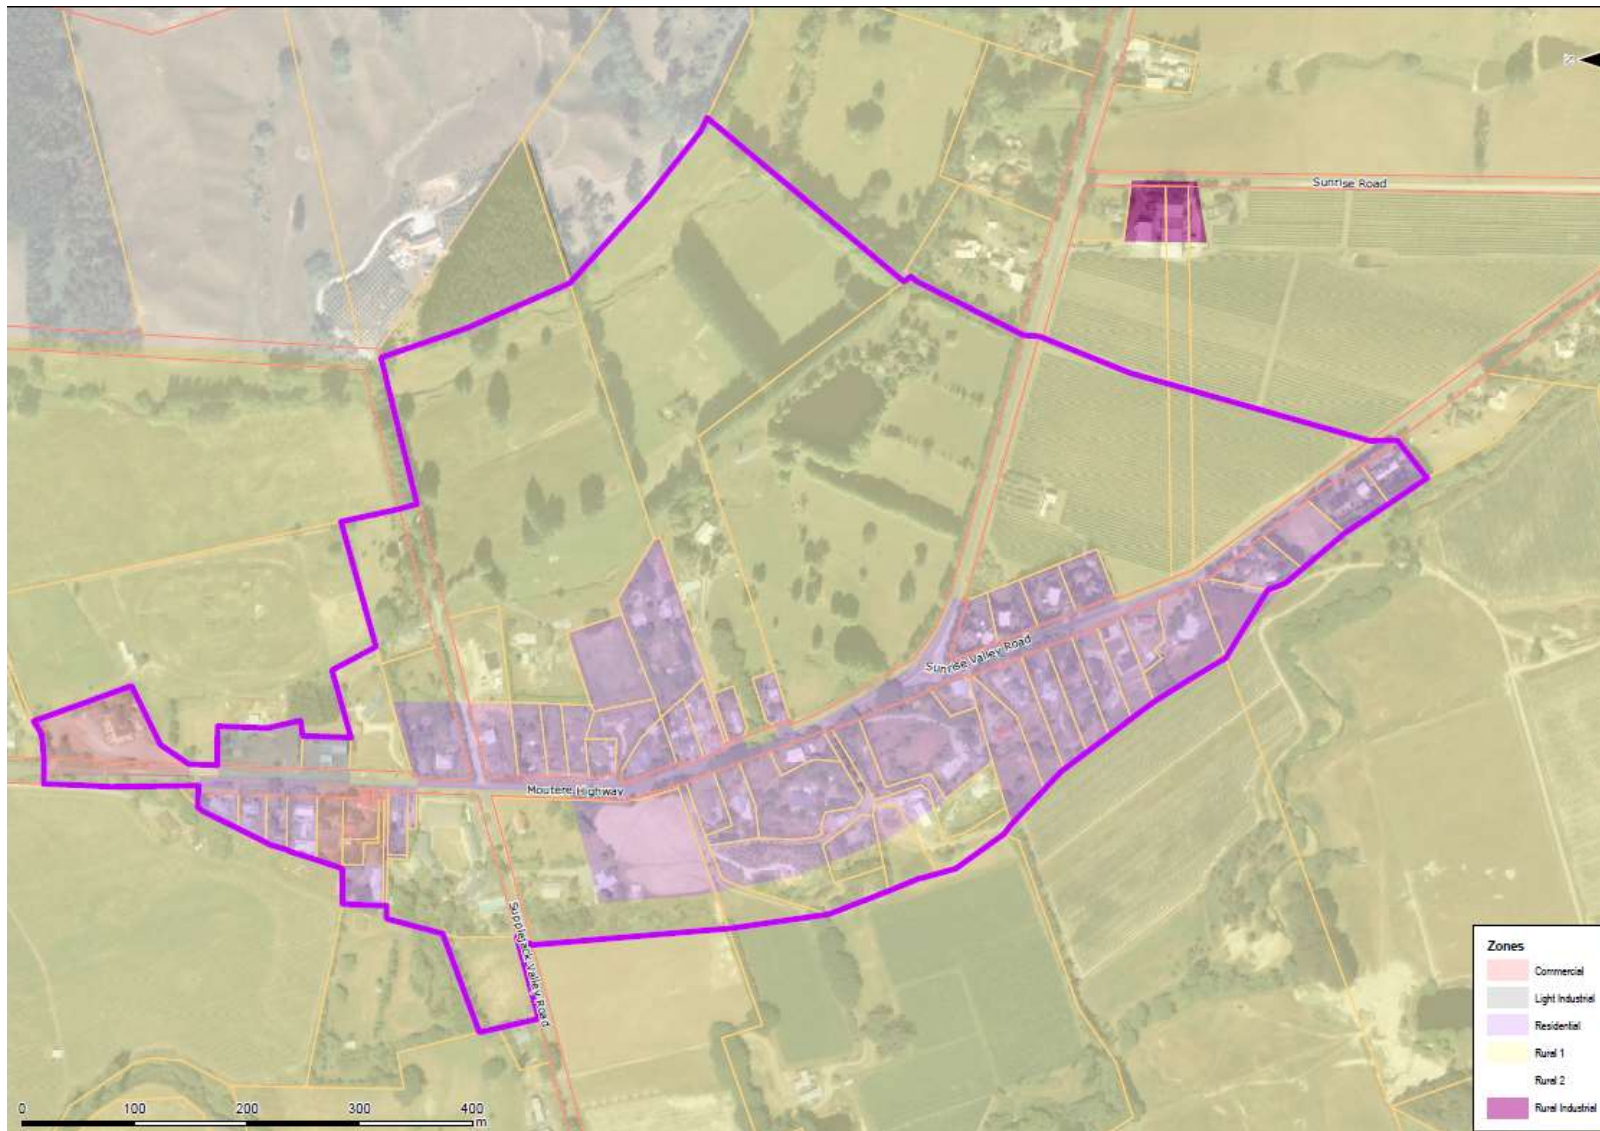 Sunrise Road
Sunrise Valley Road
Moutere Highway
Supplejack Valley Road
Zones
Commercial
Light Industrial
Residential
Rural 1
Rural 2
Rural Industrial
0 100 200 300 400
m